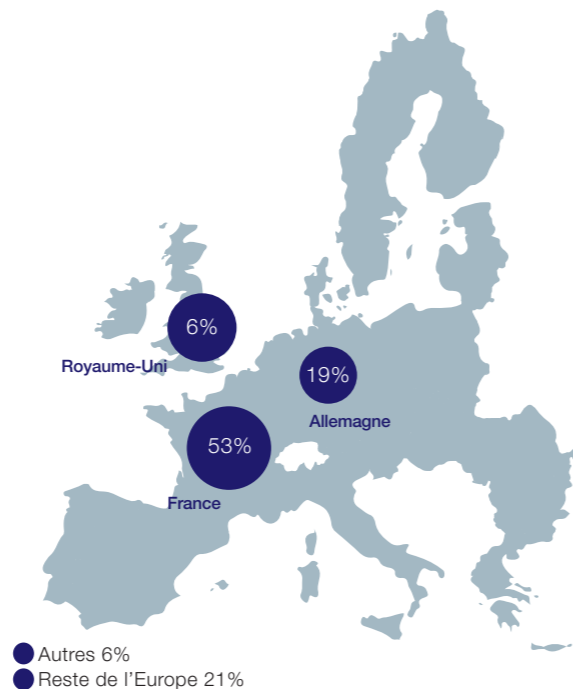 6%
Royaume-Uni
19%
Allemagne
53%
France
Autres 6%
Reste de l'Europe 21%